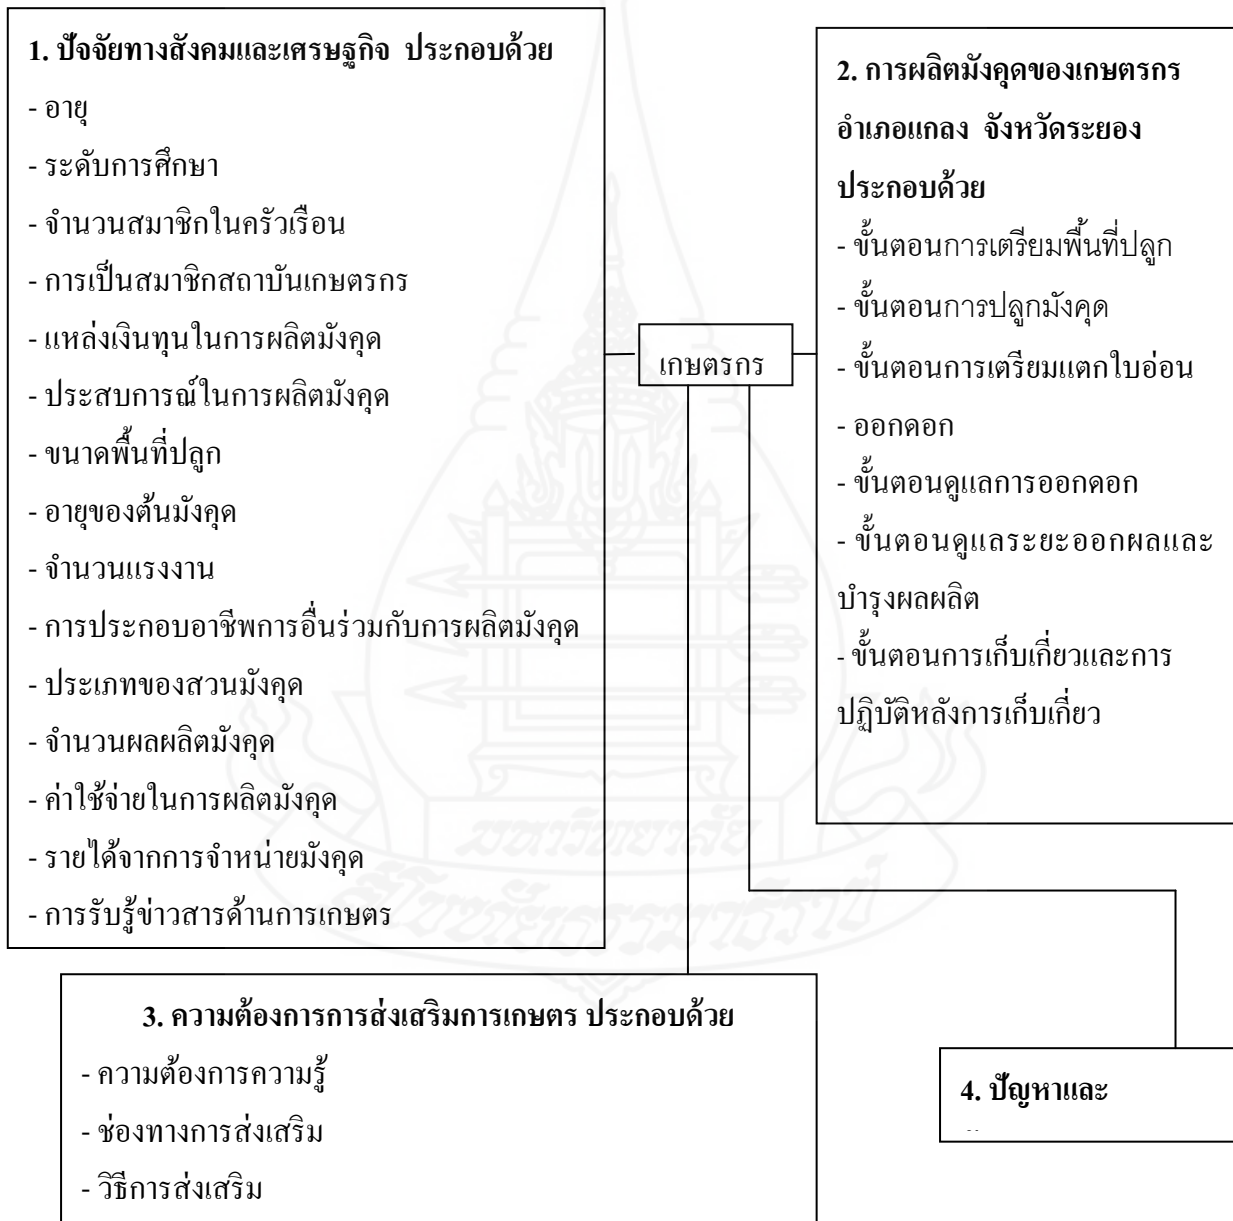 1. ปัจจัยทางสังคมและเศรษฐกิจ ประกอบด้วย
- อายุ
- ระดับการศึกษา
- จำนวนสมาชิกในครัวเรือน
- การเป็นสมาชิกสถาบันเกษตรกร
- แหล่งเงินทุนในการผลิตมังคุด
- ประสบการณ์ในการผลิตมังคุด
- ขนาดพื้นที่ปลูก
- อายุของต้นมังคุด
- จำนวนแรงงาน
- การประกอบอาชีพการอื่นร่วมกับการผลิตมังคุด
- ประเภทของสวนมังคุด
- จำนวนผลผลิตมังคุด
- ค่าใช้จ่ายในการผลิตมังคุด
- รายได้จากการจำหน่ายมังคุด
- การรับรู้ข่าวสารด้านการเกษตร
เกษตรกร
2. การผลิตมังคุดของเกษตรกร
อำเภอแกลง จังหวัดระยอง
ประกอบด้วย
- ขั้นตอนการเตรียมพื้นที่ปลูก
- ขั้นตอนการปลูกมังคุด
- ขั้นตอนการเตรียมแตกใบอ่อน
- ออกดอก
- ขั้นตอนดูแลการออกดอก
- ขั้นตอนดูแลระยะออกผลและ
บำรุงผลผลิต
- ขั้นตอนการเก็บเกี่ยวและการ
ปฏิบัติหลังการเก็บเกี่ยว
3. ความต้องการการส่งเสริมการเกษตร ประกอบด้วย
- ความต้องการความรู้
- ช่องทางการส่งเสริม
- วิธีการส่งเสริม
4. ปัญหาและ
มหาวิทยาลัย
สุโขทัยธรรมาธิราช